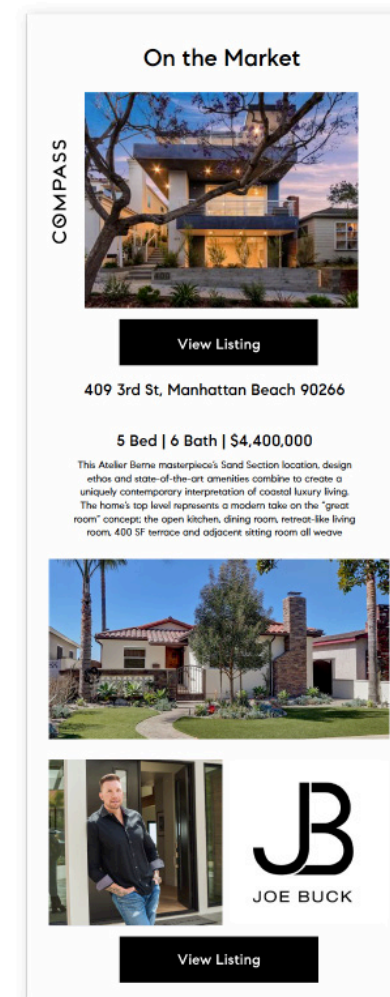 On the Market
COMPASS
View Listing
409 3rd St, Manhattan Beach 90266
5 Bed | 6 Bath | $4,400,000
This Atelier Berne masterpiece's Sand Section location, design
ethos and state-of-the-art amenities combine to create a
uniquely contemporary interpretation of coastal luxury living.
The home's top level represents a modern take on the "great
room" concept; the open kitchen, dining room, retreat-like living
room, 400 SF terrace and adjacent sitting room all weave
JB
JOE BUCK
View Listing